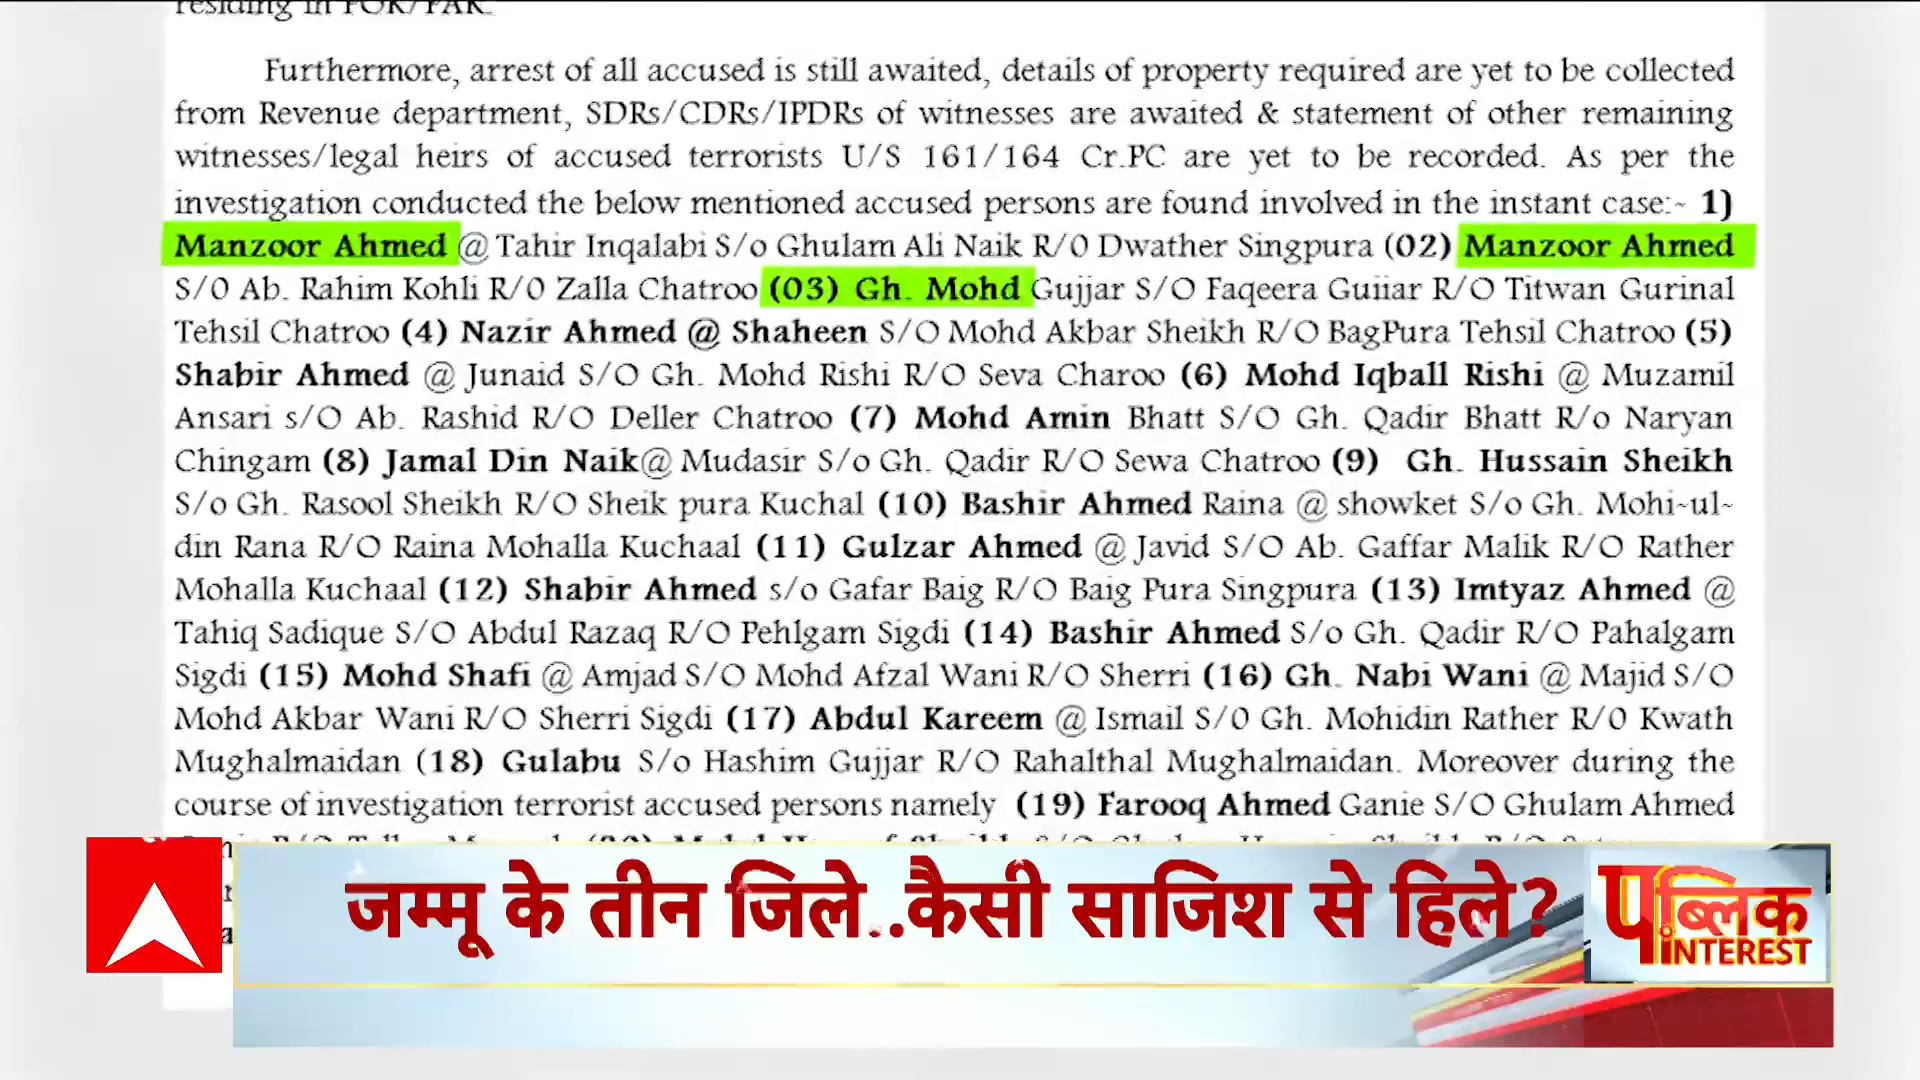 residing in POK/PAK.
Furthermore, arrest of all accused is still awaited, details of property required are yet to be collected
from Revenue department, SDRs/CDRs/IPDRs of witnesses are awaited & statement of other remaining
witnesses/legal heirs of accused terrorists U/S 161/164 Cr.PC are yet to be recorded. As per the
investigation conducted the below mentioned accused persons are found involved in the instant case:~ 1)
Manzoor Ahmed @ Tahir Inqalabi S/o Ghulam Ali Naik R/0 Dwather Singpura (02) Manzoor Ahmed
S/0 Ab. Rahim Kohli R/0 Zalla Chatroo (03) Gh. Mohd Gujjar S/O Faqeera Guiiar R/O Titwan Gurinal
Tehsil Chatroo (4) Nazir Ahmed @ Shaheen S/O Mohd Akbar Sheikh R/O BagPura Tehsil Chatroo (5)
Shabir Ahmed @ Junaid S/O Gh. Mohd Rishi R/O Seva Charoo (6) Mohd Iqball Rishi @ Muzamil
Ansari s/O Ab. Rashid R/O Deller Chatroo (7) Mohd Amin Bhatt S/O Gh. Qadir Bhatt R/o Naryan
Chingam (8) Jamal Din Naik@ Mudasir S/o Gh. Qadir R/O Sewa Chatroo (9) Gh. Hussain Sheikh
S/o Gh. Rasool Sheikh R/O Sheik pura Kuchal (10) Bashir Ahmed Raina @ showket S/o Gh. Mohi~ul~
din Rana R/O Raina Mohalla Kuchaal (11) Gulzar Ahmed @ Javid S/O Ab. Gaffar Malik R/O Rather
Mohalla Kuchaal (12) Shabir Ahmed s/o Gafar Baig R/O Baig Pura Singpura (13) Imtyaz Ahmed @
Tahiq Sadique S/O Abdul Razaq R/O Pehlgam Sigdi (14) Bashir Ahmed S/o Gh. Qadir R/O Pahalgam
Sigdi (15) Mohd Shafi @ Amjad S/O Mohd Afzal Wani R/O Sherri (16) Gh. Nabi Wani @ Majid S/O
Mohd Akbar Wani R/O Sherri Sigdi (17) Abdul Kareem @ Ismail S/0 Gh. Mohidin Rather R/0 Kwath
Mughalmaidan (18) Gulabu S/o Hashim Gujjar R/O Rahalthal Mughalmaidan. Moreover during the
course of investigation terrorist accused persons namely (19) Farooq Ahmed Ganie S/O Ghulam Ahmed
जम्मू के तीन जिले..कैसी साजिश से हिले?
पब्लिक
INTEREST